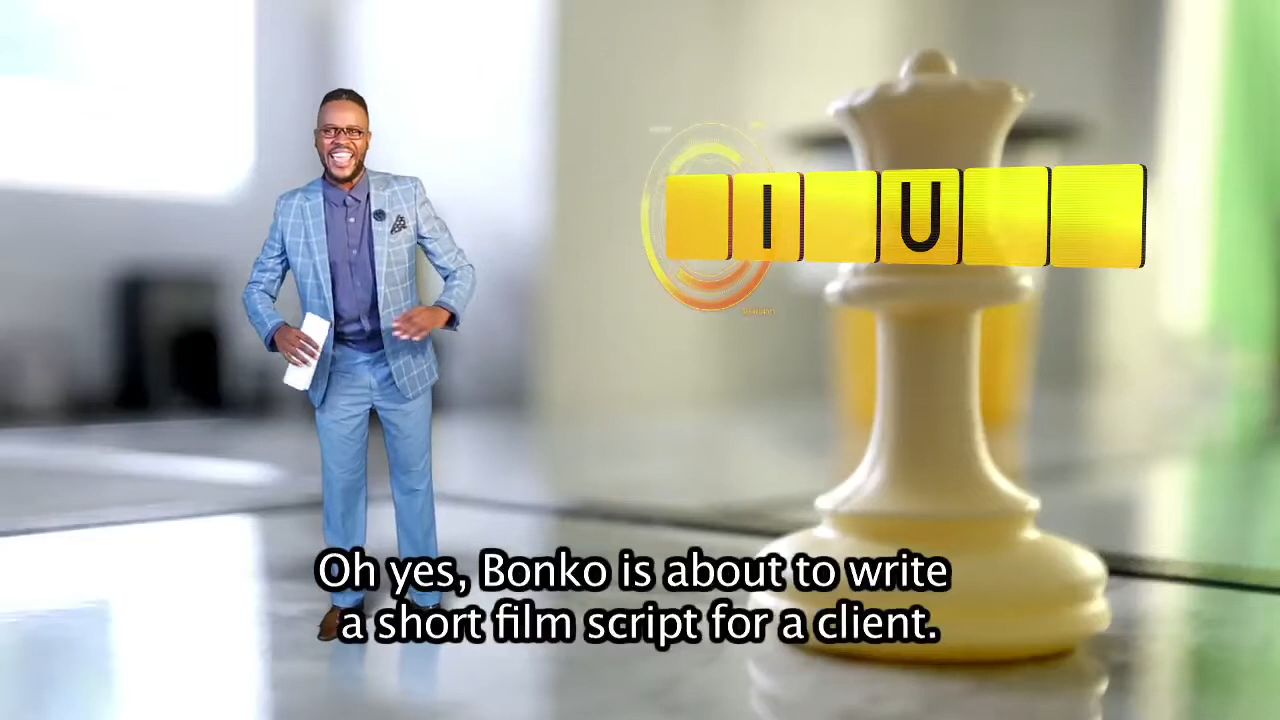 I U
Oh yes, Bonko is about to write
a short film script for a client.